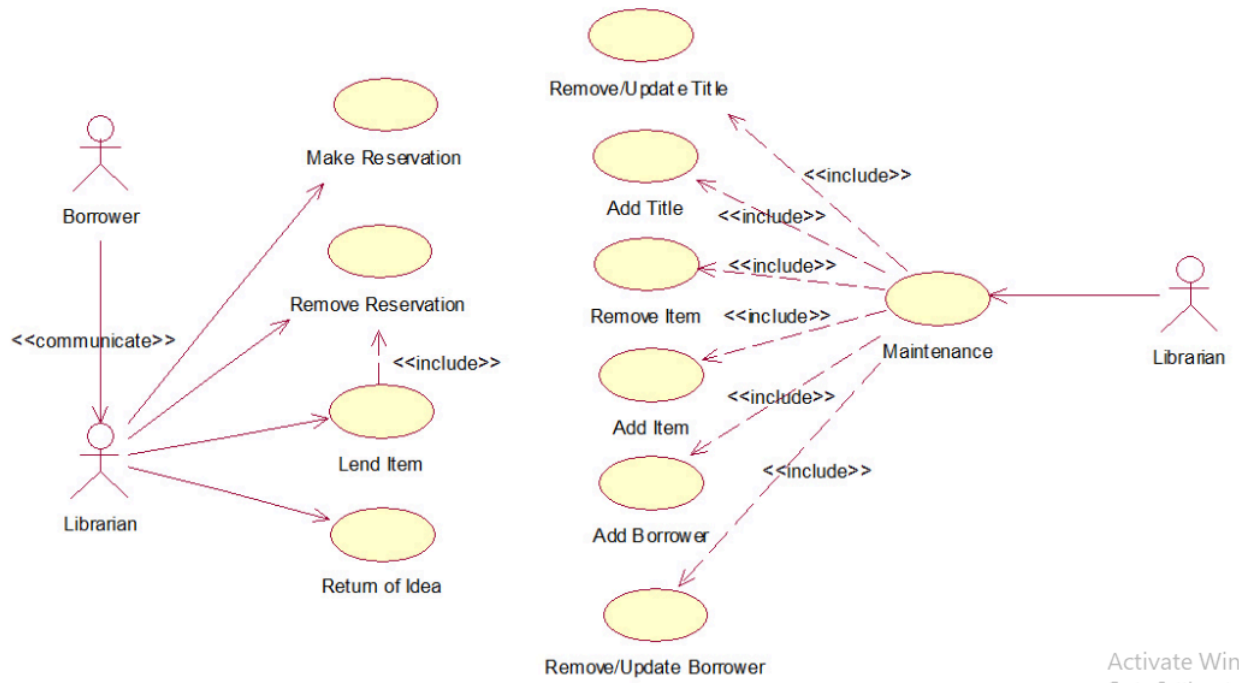 Remove/Update Title
Make Reservation
<<include>>
Borrower
Add Title
<<include>>
<<include>>
Remove Reservation
Remove Item
<<include>>
<<communicate>>
<<include>>
Maintenance
Librarian
<<include>>
Add Item
<<include>>
Lend Item
<<include>>
Librarian
Add Borrower
Return of Idea
Remove/Update Borrower
Activate Win